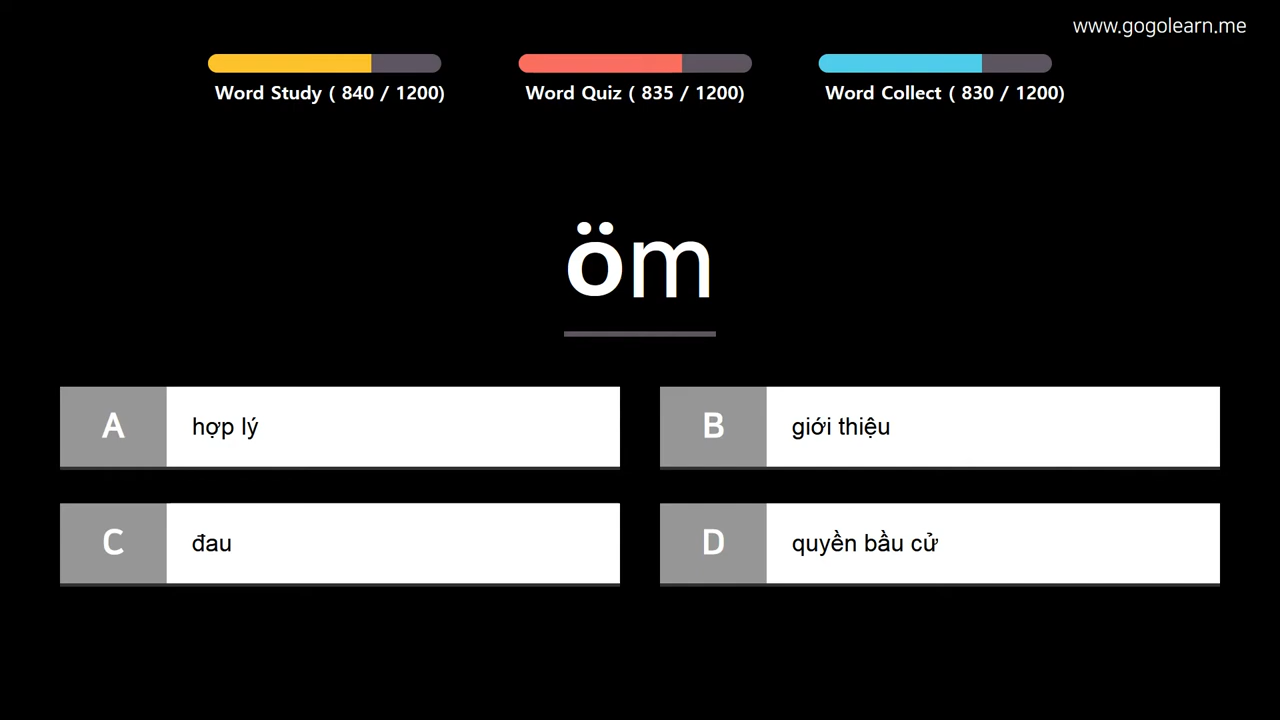 www.gogolearn.me
Word Study ( 840 / 1200)
Word Quiz ( 835 / 1200)
Word Collect ( 830 / 1200)
öm
A hợp lý
B giới thiệu
C đau
D quyền bầu cử